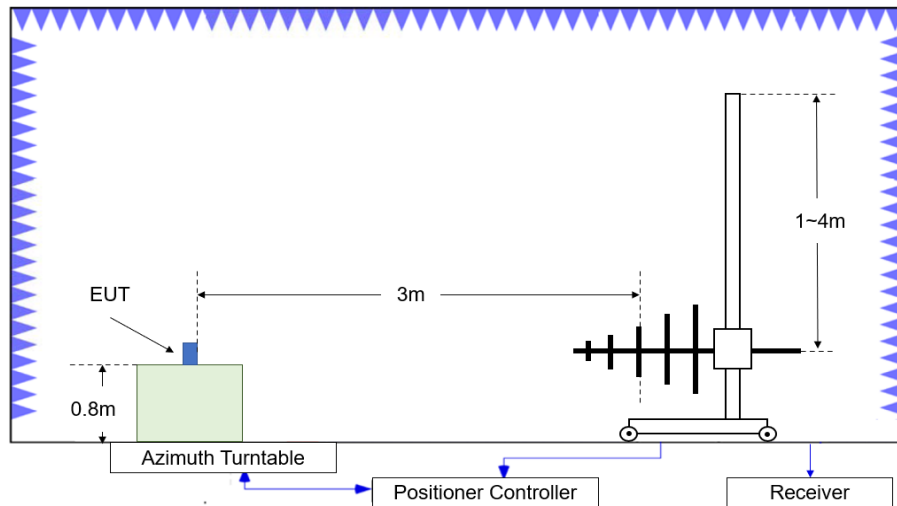 1~4m
EUT
3m
0.8m
Azimuth Turntable
Positioner Controller
Receiver